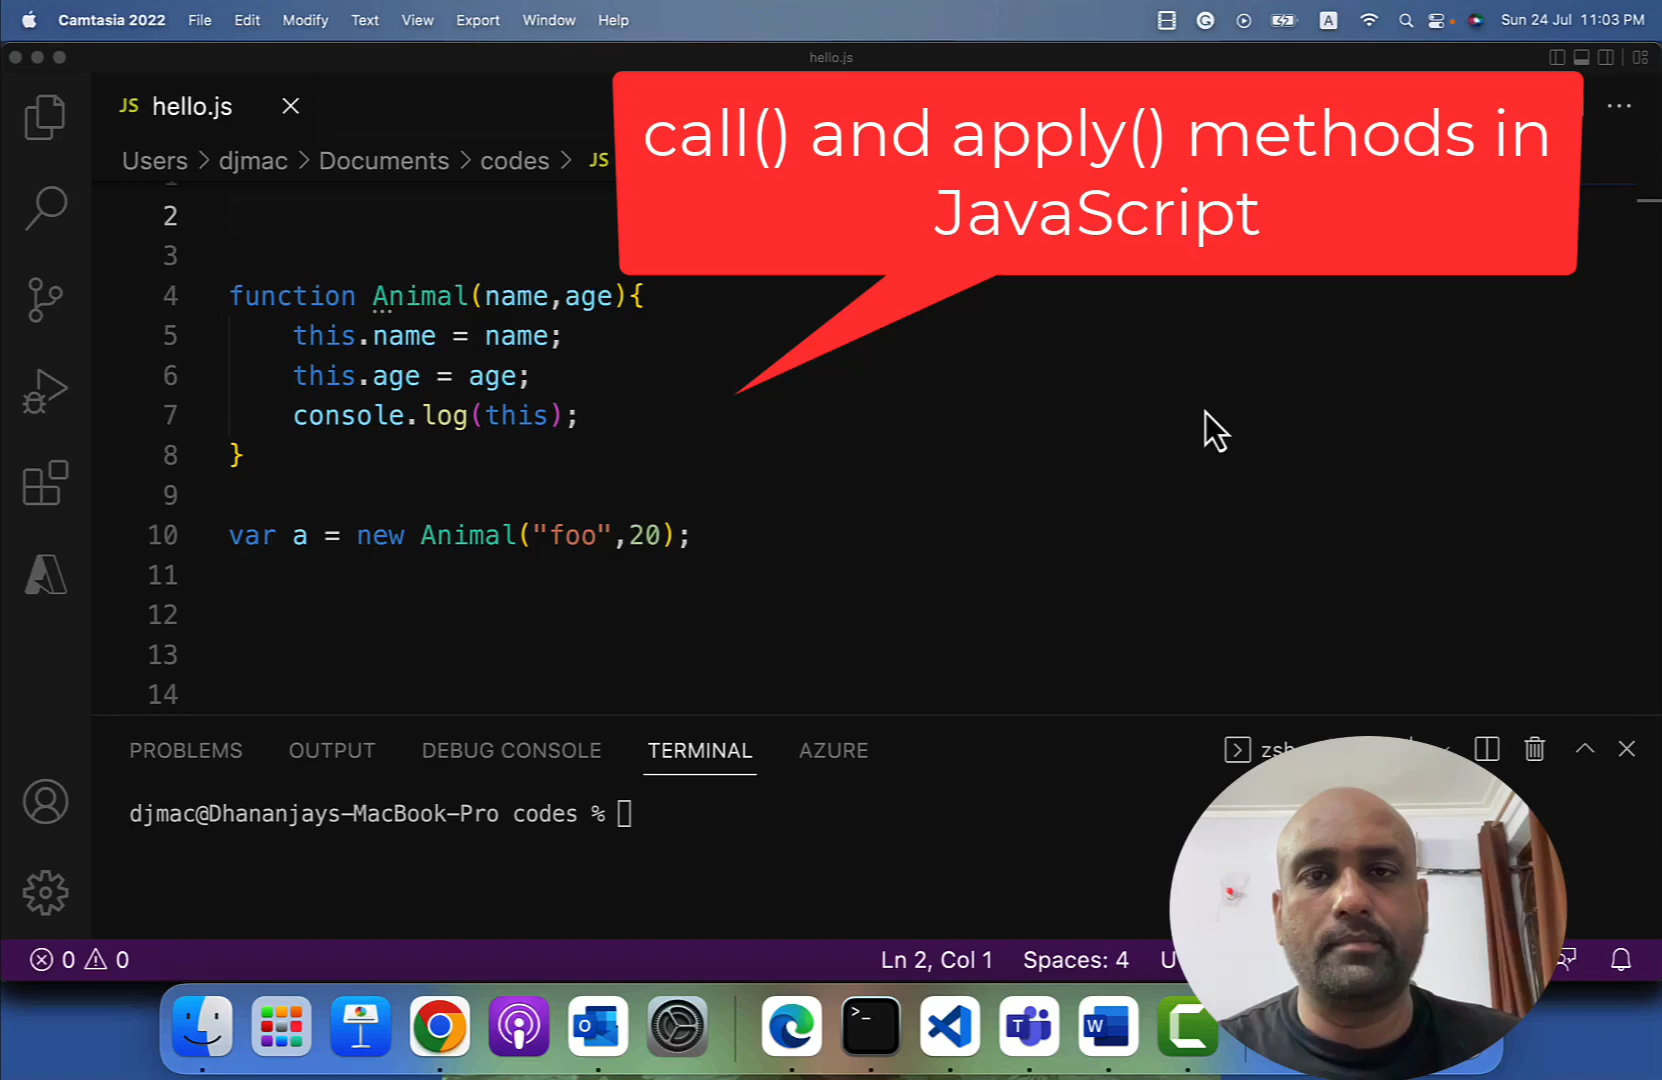 Camtasia 2022 File Edit Modify Text View Export Window Help A Sun 24 Jul 11:03 PM
hello.js
JS hello.js
call() and apply() methods in
JavaScript
Users > djmac > Documents > codes > JS
2
3
4 function Animal(name,age){
5 this.name = name;
6 this.age = age;
7 console.log(this);
8 }
9
10 var a = new Animal("foo",20);
11
12
13
14
PROBLEMS OUTPUT DEBUG CONSOLE TERMINAL AZURE
djmac@Dhananjays-MacBook-Pro codes %
0 0 Ln 2, Col 1 Spaces: 4